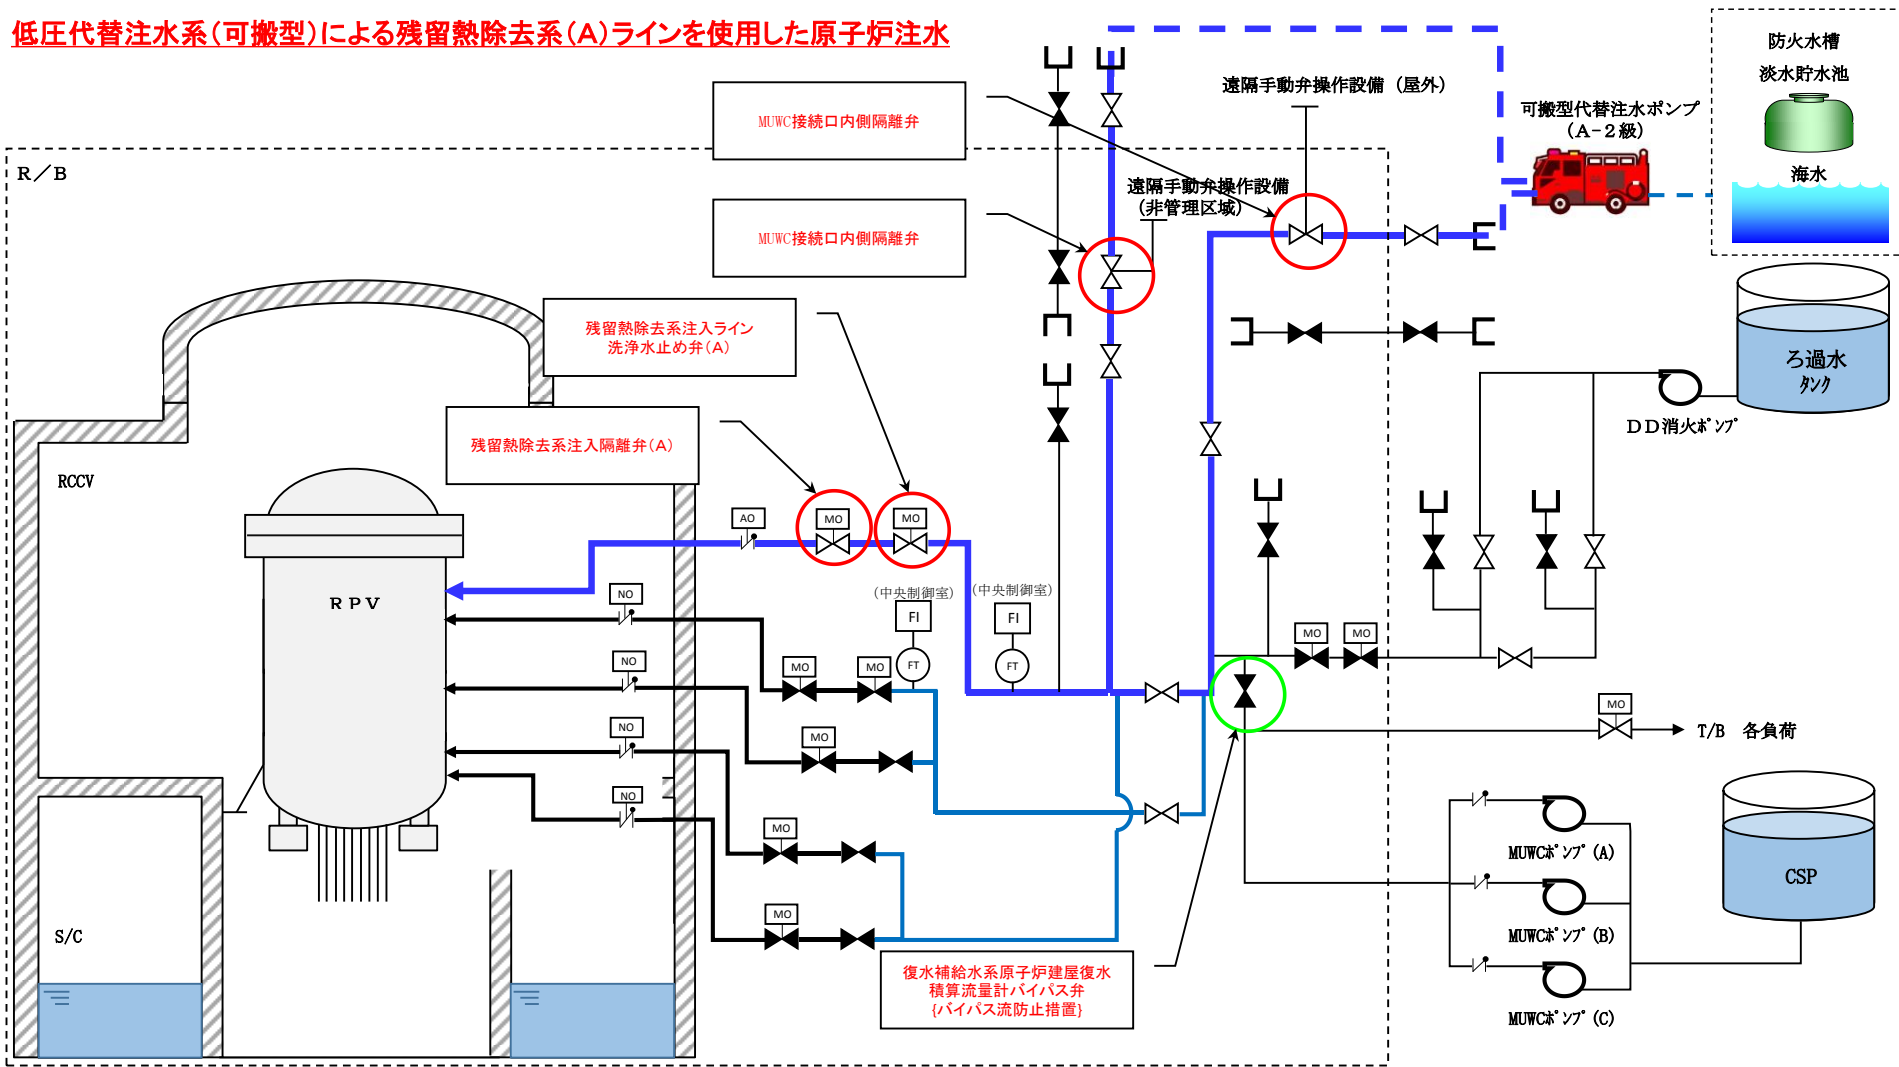 低圧代替注水系（可搬型）による残留熱除去系（A）ラインを使用した原子炉注水
防火水槽
淡水貯水池
海水
遠隔手動弁操作設備（屋外）
可搬型代替注水ポンプ
（A－２級）
MUWC接続口内側隔離弁
R／B
遠隔手動弁操作設備
（非管理区域）
MUWC接続口内側隔離弁
残留熱除去系注入ライン
洗浄水止め弁（A）
ろ過水
タンク
DD消火ポンプ
残留熱除去系注入隔離弁（A）
RCCV
AO
MO
MO
（中央制御室）
（中央制御室）
FI
FI
FT
FT
RPV
NO
NO
NO
NO
MO
MO
MO
MO
MO
MO
MO
MO
T/B　各負荷
MUWCポンプ（A）
MUWCポンプ（B）
MUWCポンプ（C）
CSP
S/C
復水補給水系原子炉建屋復水
積算流量計バイパス弁
{バイパス流防止措置}